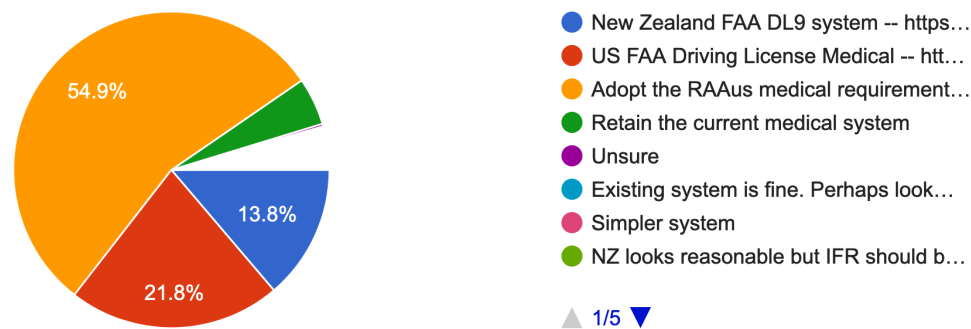 54.9%
13.8%
21.8%
New Zealand FAA DL9 system -- https…
US FAA Driving License Medical -- htt…
Adopt the RAAus medical requirement…
Retain the current medical system
Unsure
Existing system is fine. Perhaps look…
Simpler system
NZ looks reasonable but IFR should b…
1/5